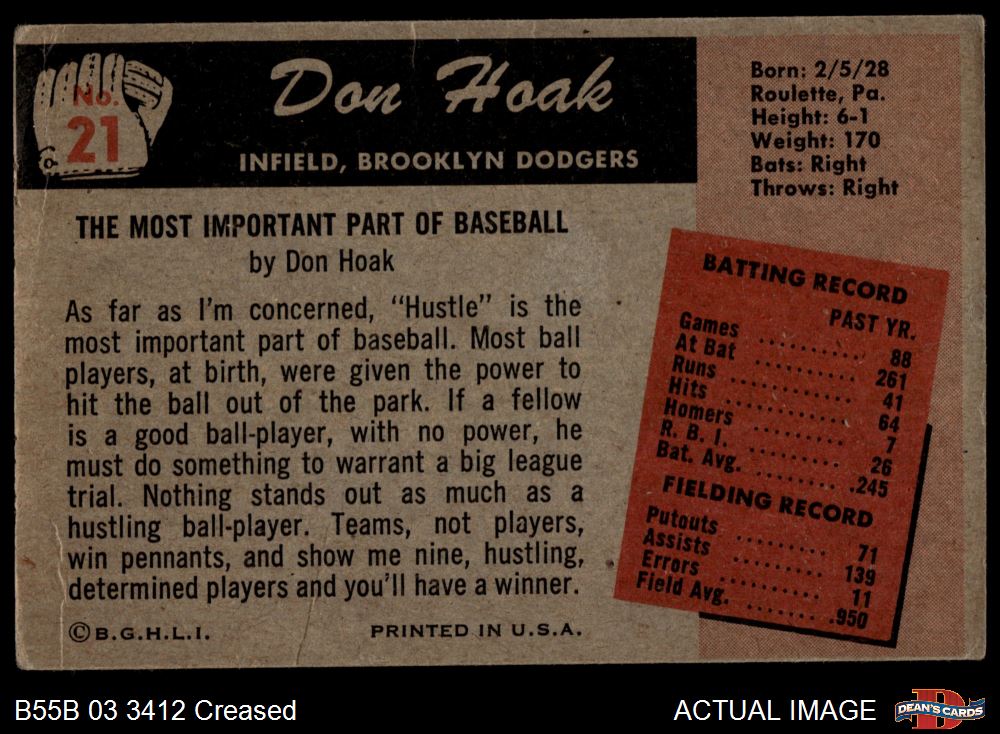 No.
21
Don Hoak
INFIELD, BROOKLYN DODGERS
Born: 2/5/28
Roulette, Pa.
Height: 6-1
Weight: 170
Bats: Right
Throws: Right
THE MOST IMPORTANT PART OF BASEBALL
by Don Hoak
As far as I'm concerned, "Hustle" is the
most important part of baseball. Most ball
players, at birth, were given the power to
hit the ball out of the park. If a fellow
is a good ball-player, with no power, he
must do something to warrant a big league
trial. Nothing stands out as much as a
hustling ball-player. Teams, not players,
win pennants, and show me nine, hustling,
determined players and you'll have a winner.
©B.G.H.L.I.
PRINTED IN U.S.A.
BATTING RECORD
PAST YR.
Games .......... 88
At Bat .......... 261
Runs .......... 41
Hits .......... 64
Homers .......... 7
R. B. I. .......... 26
Bat. Avg. ........ .245
FIELDING RECORD
Putouts ......... 71
Assists ......... 139
Errors .......... 11
Field Avg. ....... .950
B55B 03 3412 Creased
ACTUAL IMAGE
DEAN'S CARDS